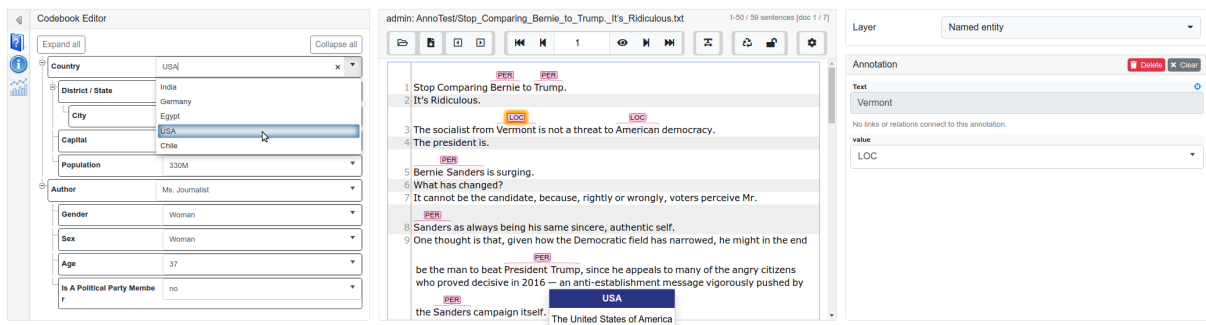 Codebook Editor
Expand all
Collapse all
Country
USA
District / State
India
Germany
City
Egypt
USA
Capital
Chile
Population
330M
Author
Ms. Journalist
Gender
Woman
Sex
Woman
Age
37
Is A Political Party Membe
r
no
admin: AnnoTest/Stop_Comparing_Bernie_to_Trump._It's_Ridiculous.txt
1-50 / 59 sentences [doc 1 / 7]
1
PER PER
1 Stop Comparing Bernie to Trump.
2 It's Ridiculous.
LOC LOC
3 The socialist from Vermont is not a threat to American democracy.
4 The president is.
PER
5 Bernie Sanders is surging.
6 What has changed?
7 It cannot be the candidate, because, rightly or wrongly, voters perceive Mr.
PER
8 Sanders as always being his same sincere, authentic self.
9 One thought is that, given how the Democratic field has narrowed, he might in the end
PER
be the man to beat President Trump, since he appeals to many of the angry citizens
who proved decisive in 2016 — an anti-establishment message vigorously pushed by
PER
the Sanders campaign itself.
USA
The United States of America
Layer
Named entity
Annotation
Delete
Clear
Text
Vermont
No links or relations connect to this annotation.
value
LOC